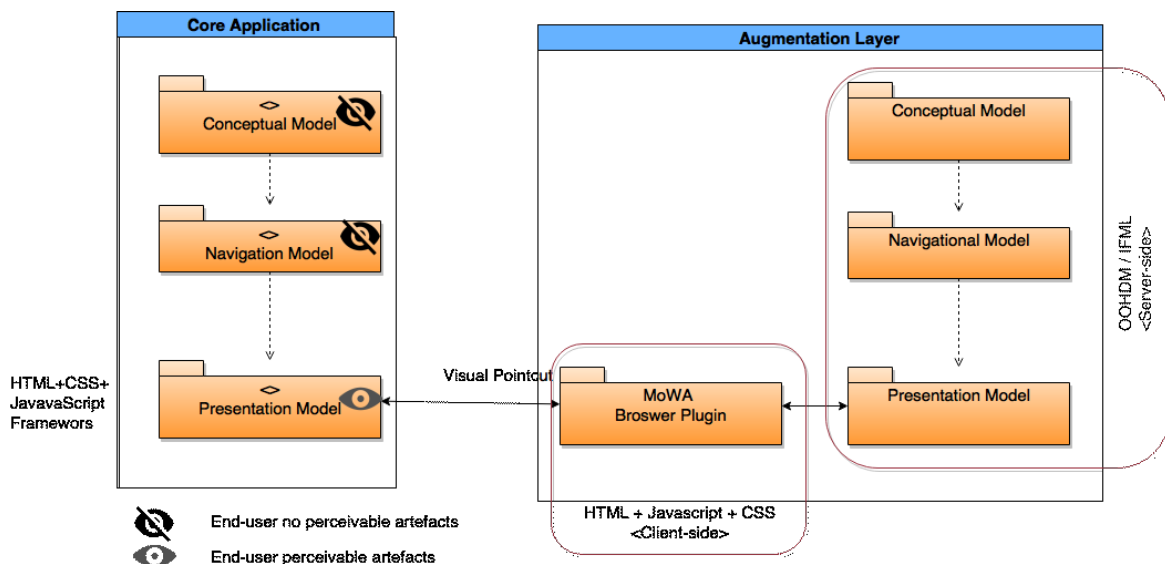 Core Application
<>
Conceptual Model
<>
Navigation Model
<>
Presentation Model
HTML+CSS+
JavavaScript
Framewors
Visual Pointcut
Augmentation Layer
Conceptual Model
Navigational Model
Presentation Model
OOHDM / IFML
<Server-side>
MoWA
Broswer Plugin
HTML + Javascript + CSS
<Client-side>
End-user no perceivable artefacts
End-user perceivable artefacts